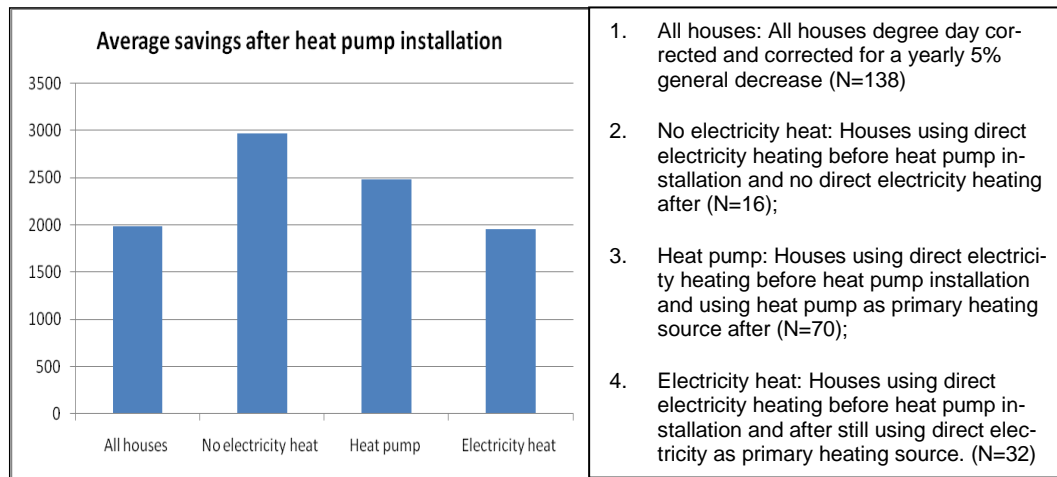 Average savings after heat pump installation
3500
3000
2500
2000
1500
1000
500
0
All houses No electricity heat Heat pump Electricity heat
1. All houses: All houses degree day cor-
rected and corrected for a yearly 5%
general decrease (N=138)
2. No electricity heat: Houses using direct
electricity heating before heat pump in-
stallation and no direct electricity heating
after (N=16);
3. Heat pump: Houses using direct electrici-
ty heating before heat pump installation
and using heat pump as primary heating
source after (N=70);
4. Electricity heat: Houses using direct
electricity heating before heat pump in-
stallation and after still using direct elec-
tricity as primary heating source. (N=32)